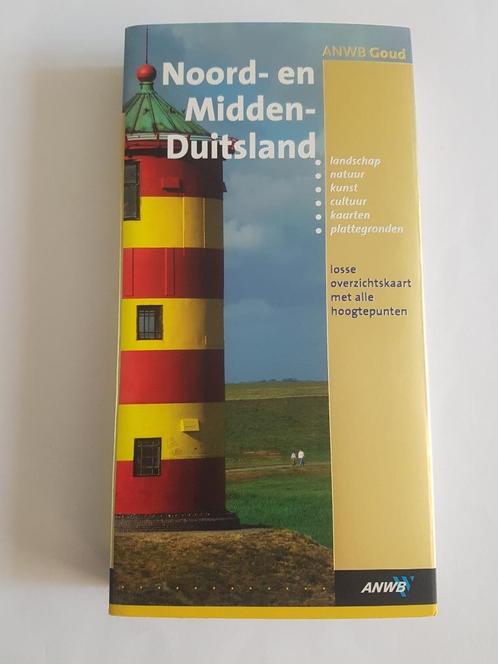 ANWB Goud
Noord- en
Midden-
Duitsland
• landschap
• natuur
• kunst
• cultuur
• kaarten
• plattegronden
losse
overzichtskaart
met alle
hoogtepunten
ANWB